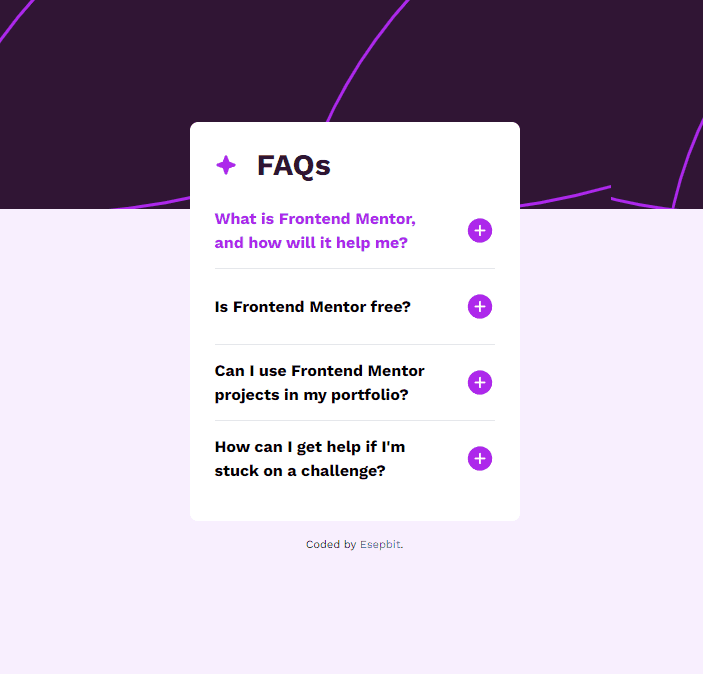 FAQs
What is Frontend Mentor,
and how will it help me?
Is Frontend Mentor free?
Can I use Frontend Mentor
projects in my portfolio?
How can I get help if I'm
stuck on a challenge?
Coded by Esepbit.